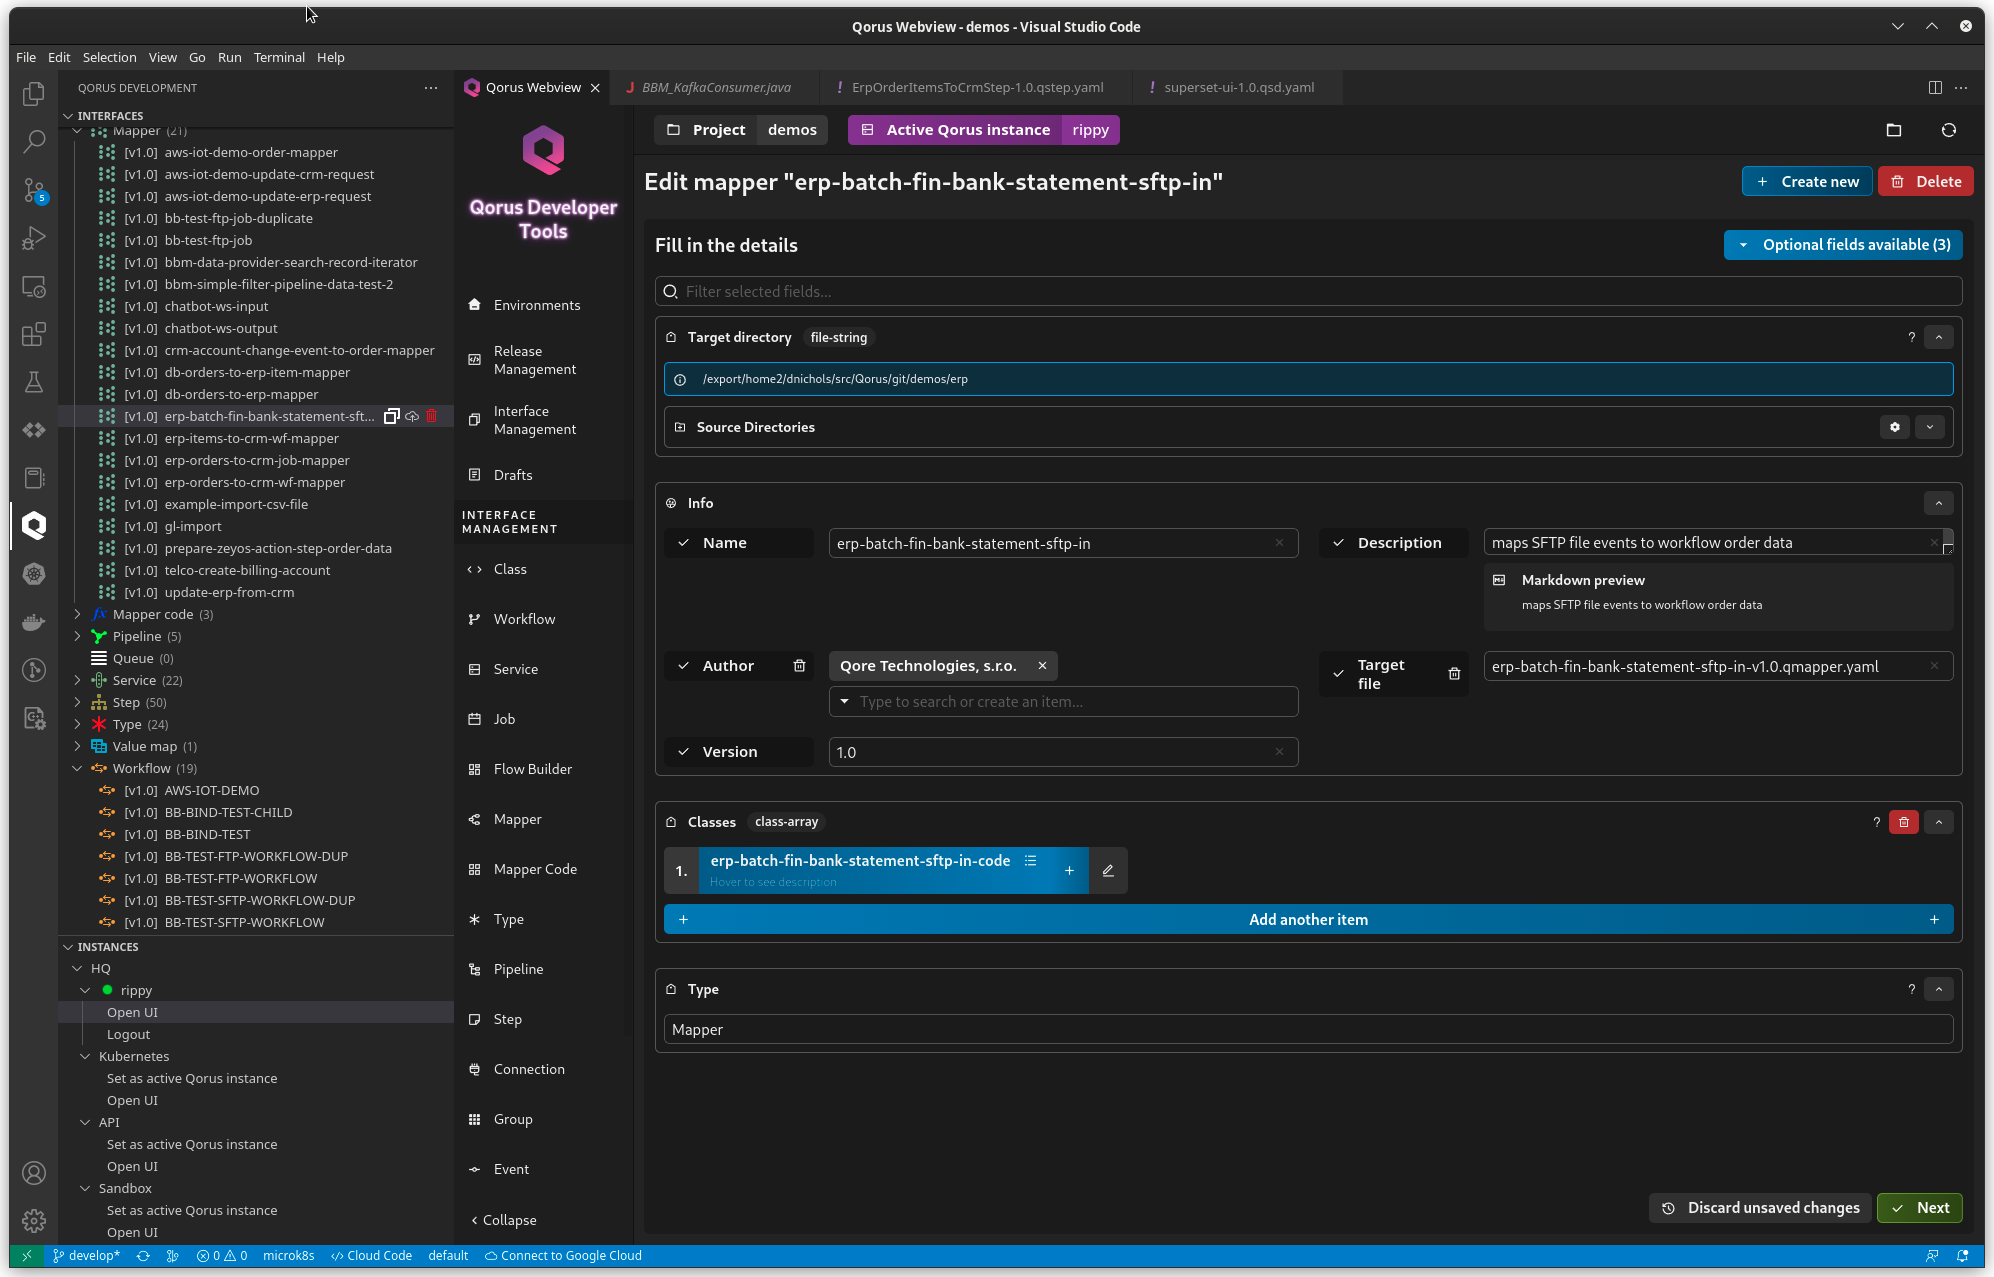 Qorus Webview - demos - Visual Studio Code
File Edit Selection View Go Run Terminal Help
QORUS DEVELOPMENT
INTERFACES
Mapper (21)
[v1.0] aws-iot-demo-order-mapper
[v1.0] aws-iot-demo-update-crm-request
[v1.0] aws-iot-demo-update-erp-request
[v1.0] bb-test-ftp-job-duplicate
[v1.0] bb-test-ftp-job
[v1.0] bbm-data-provider-search-record-iterator
[v1.0] bbm-simple-filter-pipeline-data-test-2
[v1.0] chatbot-ws-input
[v1.0] chatbot-ws-output
[v1.0] crm-account-change-event-to-order-mapper
[v1.0] db-orders-to-erp-item-mapper
[v1.0] db-orders-to-erp-mapper
[v1.0] erp-batch-fin-bank-statement-sft...
[v1.0] erp-items-to-crm-wf-mapper
[v1.0] erp-orders-to-crm-job-mapper
[v1.0] erp-orders-to-crm-wf-mapper
[v1.0] example-import-csv-file
[v1.0] gl-import
[v1.0] prepare-zeyos-action-step-order-data
[v1.0] telco-create-billing-account
[v1.0] update-erp-from-crm
fx Mapper code (3)
Pipeline (5)
Queue (0)
Service (22)
Step (50)
Type (24)
Value map (1)
Workflow (19)
[v1.0] AWS-IOT-DEMO
[v1.0] BB-BIND-TEST-CHILD
[v1.0] BB-BIND-TEST
[v1.0] BB-TEST-FTP-WORKFLOW-DUP
[v1.0] BB-TEST-FTP-WORKFLOW
[v1.0] BB-TEST-SFTP-WORKFLOW-DUP
[v1.0] BB-TEST-SFTP-WORKFLOW
INSTANCES
HQ
rippy
Open UI
Logout
Kubernetes
Set as active Qorus instance
Open UI
API
Set as active Qorus instance
Open UI
Sandbox
Set as active Qorus instance
Open UI
5
Qorus Webview
J BBM_KafkaConsumer.java
! ErpOrderItemsToCrmStep-1.0.qstep.yaml
! superset-ui-1.0.qsd.yaml
Qorus Developer
Tools
Environments
Release
Management
Interface
Management
Drafts
INTERFACE
MANAGEMENT
Class
Workflow
Service
Job
Flow Builder
Mapper
Mapper Code
Type
Pipeline
Step
Connection
Group
Event
Collapse
Project demos
Active Qorus instance rippy
Edit mapper "erp-batch-fin-bank-statement-sftp-in"
+ Create new
Delete
Fill in the details
Optional fields available (3)
Filter selected fields...
Target directory file-string ?
/export/home2/dnichols/src/Qorus/git/demos/erp
Source Directories
Info
Name
erp-batch-fin-bank-statement-sftp-in
Description
maps SFTP file events to workflow order data
Markdown preview
maps SFTP file events to workflow order data
Author
Qore Technologies, s.r.o.
Type to search or create an item...
Target
file
erp-batch-fin-bank-statement-sftp-in-v1.0.qmapper.yaml
Version
1.0
Classes class-array ?
1.
erp-batch-fin-bank-statement-sftp-in-code
Hover to see description
+
+ Add another item +
Type ?
Mapper
Discard unsaved changes
Next
develop* 0 0 microk8s Cloud Code default Connect to Google Cloud